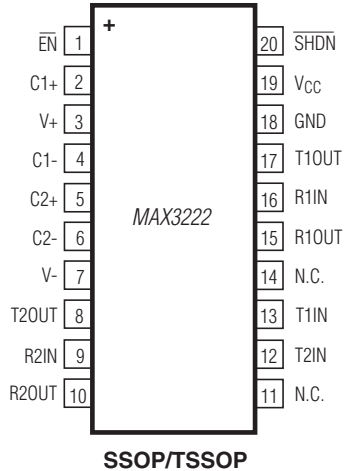 +
EN 1 20 SHDN
C1+ 2 19 VCC
V+ 3 18 GND
C1- 4 17 T1OUT
C2+ 5 16 R1IN
MAX3222
C2- 6 15 R1OUT
V- 7 14 N.C.
T2OUT 8 13 T1IN
R2IN 9 12 T2IN
R2OUT 10 11 N.C.
SSOP/TSSOP